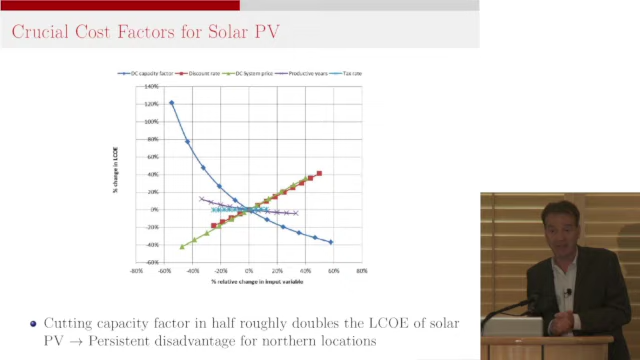 Crucial Cost Factors for Solar PV
DC capacity factor Discount rate DC System price Productive years Tax rate
140%
120%
100%
80%
60%
40%
20%
0%
-20%
-40%
-60%
-80% -60% -40% -20% 0% 20% 40% 60% 80%
% change in LCOE
% relative change in input variable
Cutting capacity factor in half roughly doubles the LCOE of solar
PV → Persistent disadvantage for northern locations